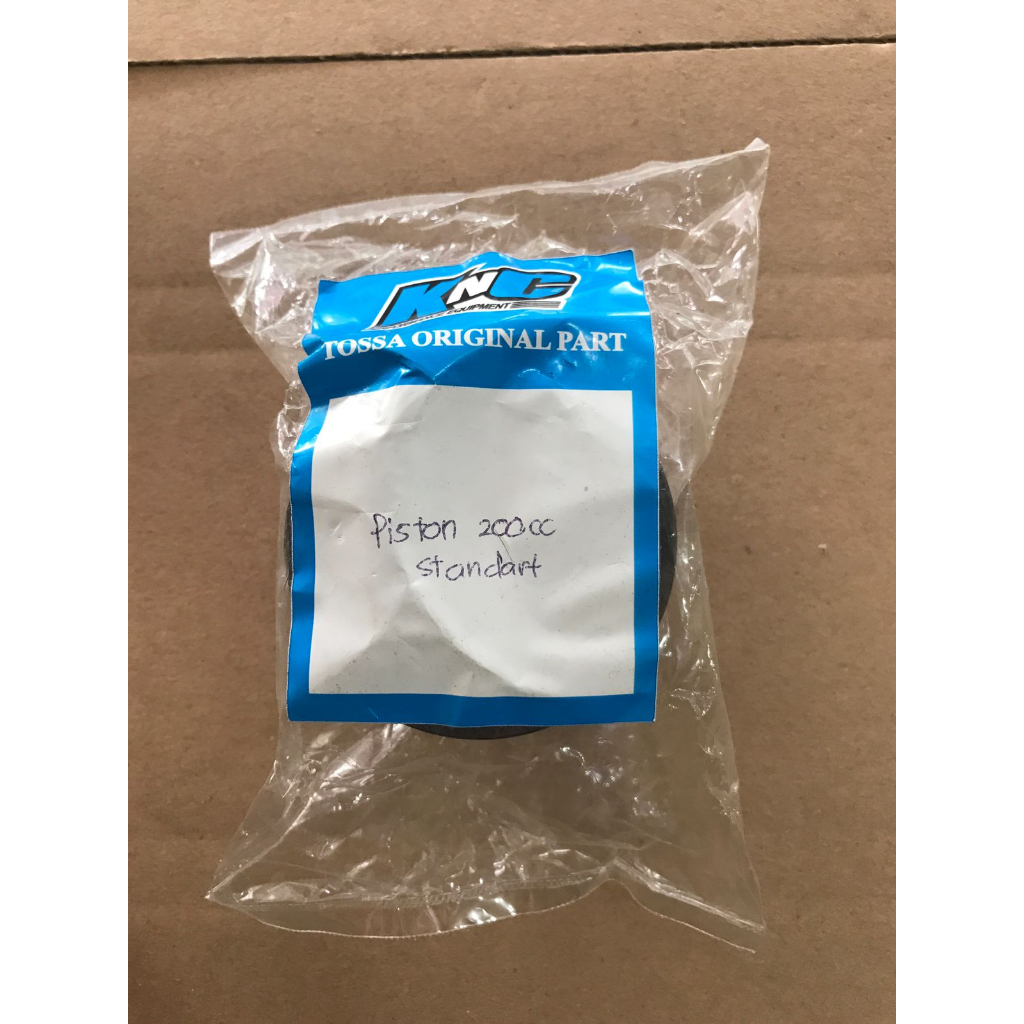 KNC
EQUIPMENT
TOSSA ORIGINAL PART
Piston 200cc
standart